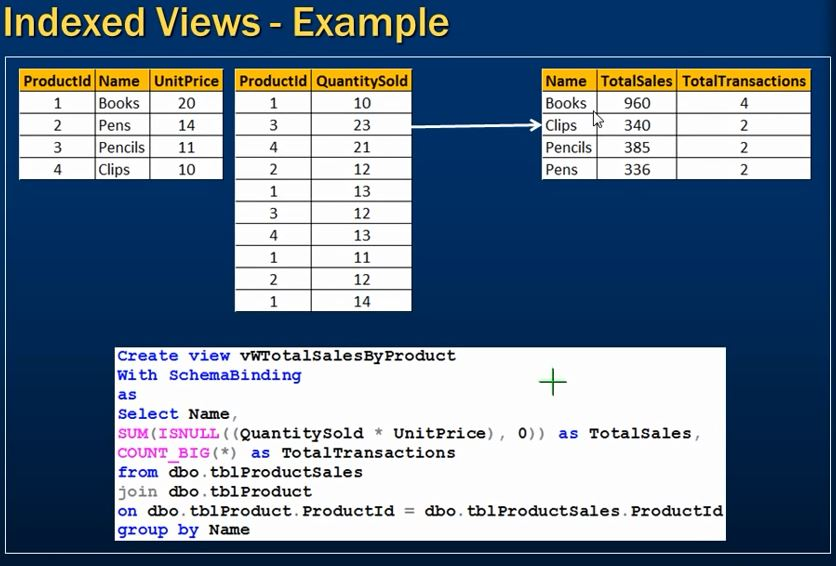 Indexed Views - Example
ProductId Name UnitPrice
1 Books 20
2 Pens 14
3 Pencils 11
4 Clips 10
ProductId QuantitySold
1 10
3 23
4 21
2 12
1 13
3 12
4 13
1 11
2 12
1 14
Name TotalSales TotalTransactions
Books 960 4
Clips 340 2
Pencils 385 2
Pens 336 2
Create view vWTotalSalesByProduct
With SchemaBinding
as
Select Name,
SUM(ISNULL((QuantitySold * UnitPrice), 0)) as TotalSales,
COUNT_BIG(*) as TotalTransactions
from dbo.tblProductSales
join dbo.tblProduct
on dbo.tblProduct.ProductId = dbo.tblProductSales.ProductId
group by Name